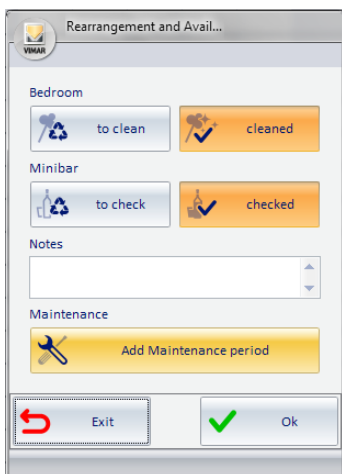 Rearrangement and Avail...
VIMAR
Bedroom
to clean cleaned
Minibar
to check checked
Notes
Maintenance
Add Maintenance period
Exit Ok